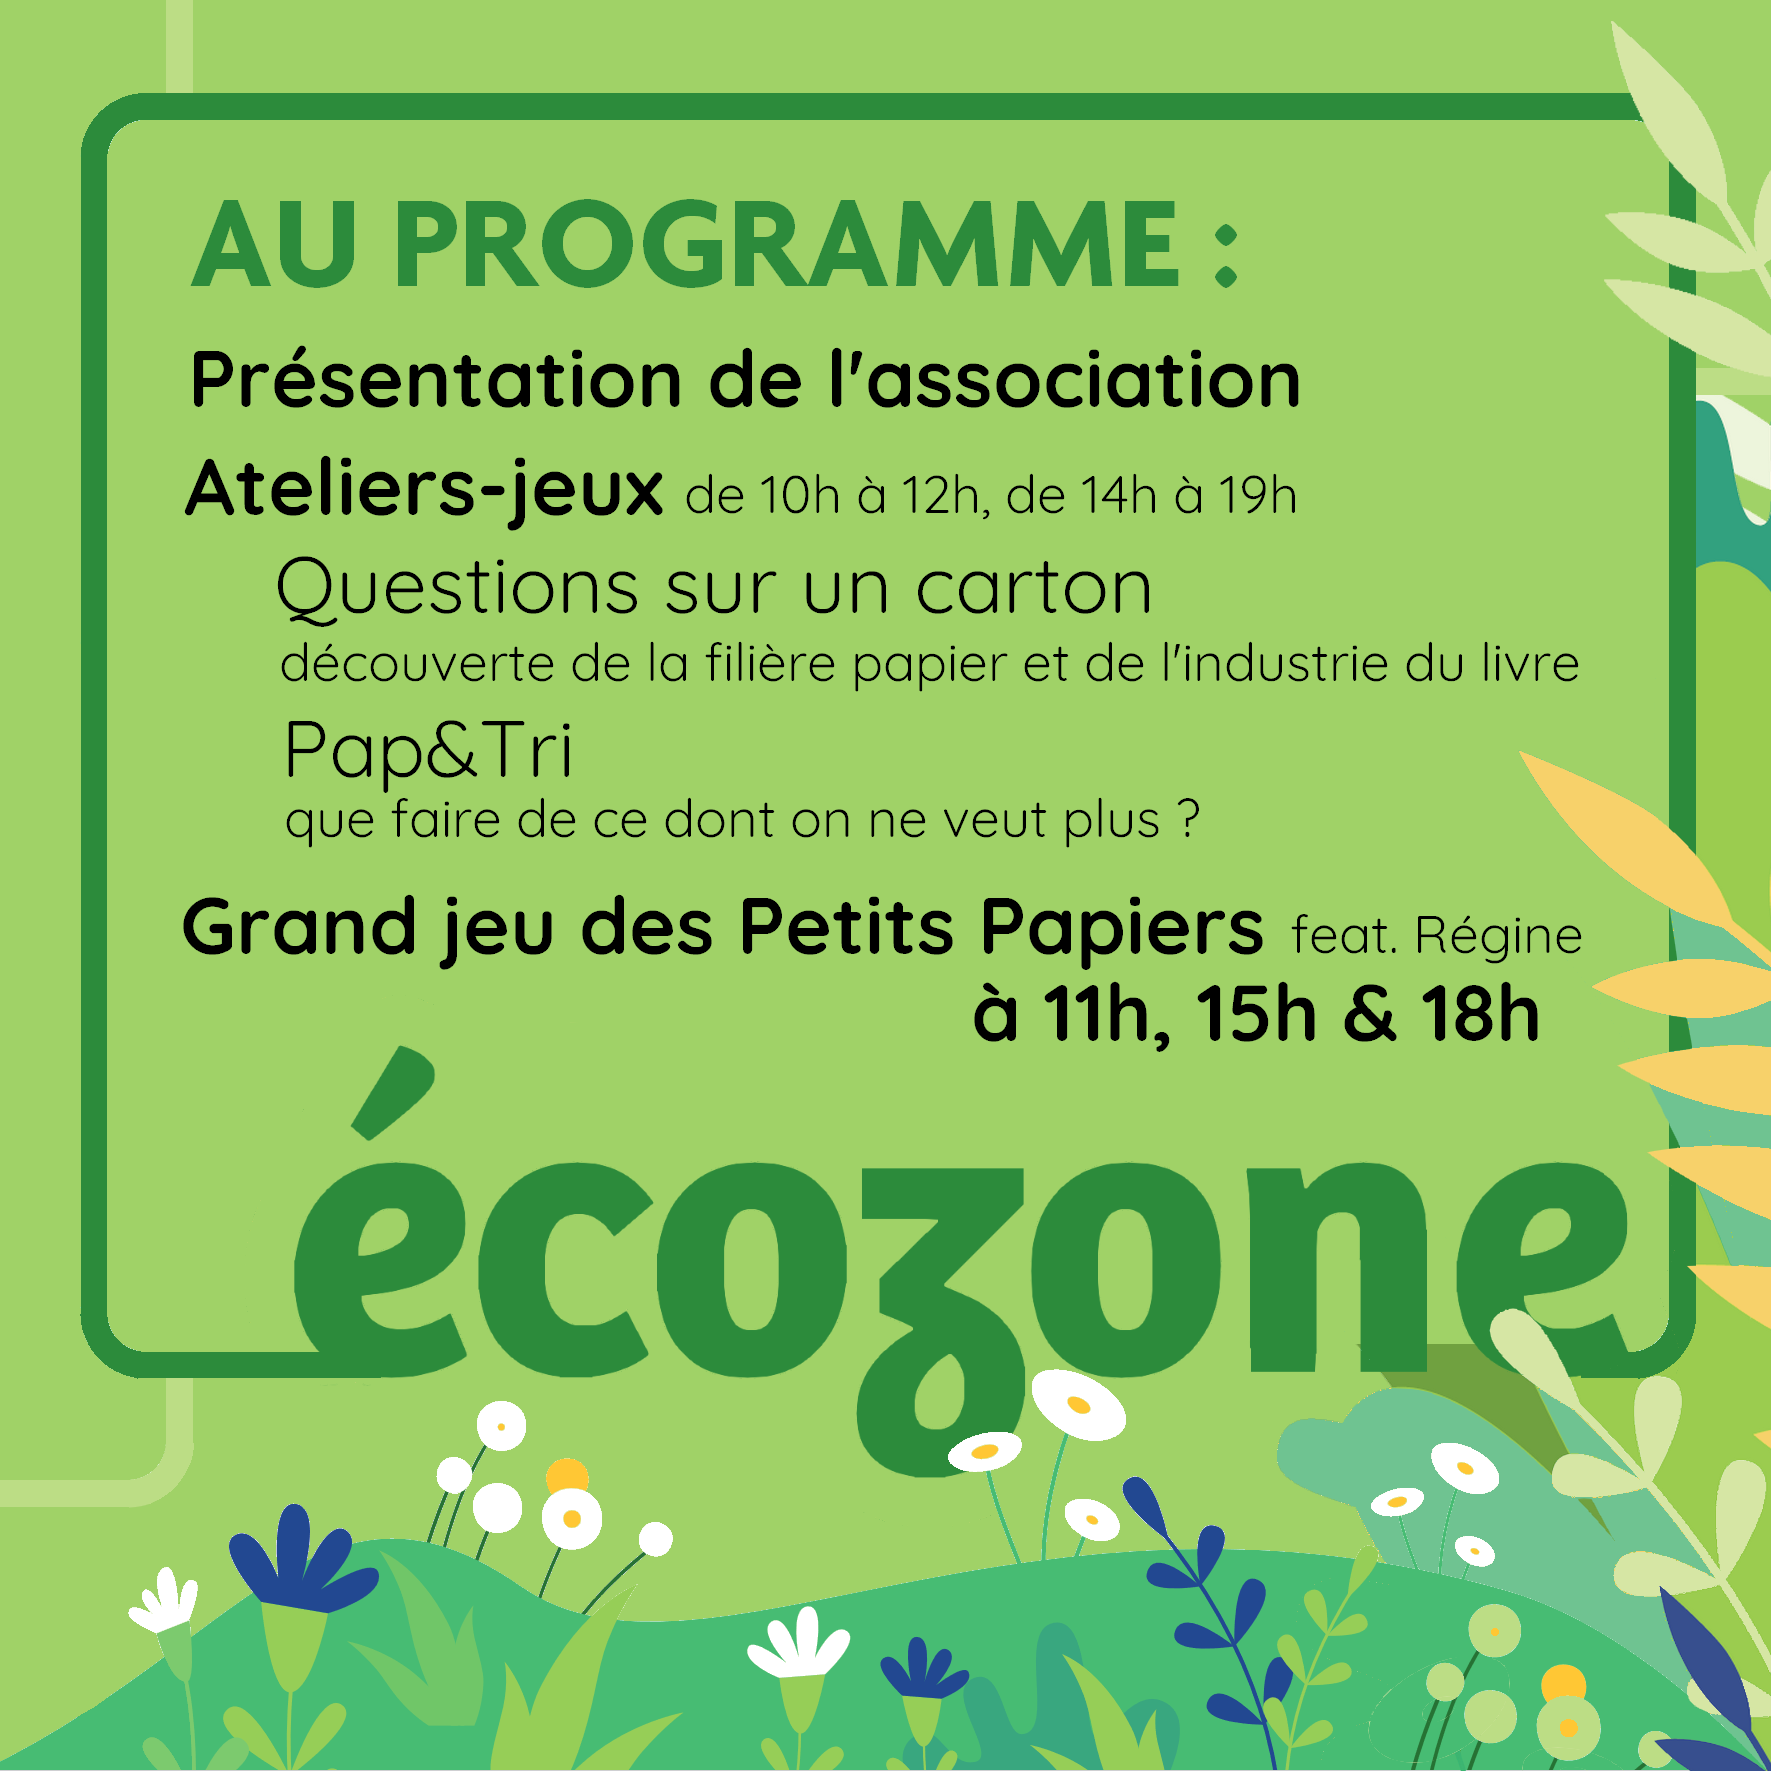 AU PROGRAMME :
Présentation de l'association
Ateliers-jeux de 10h à 12h, de 14h à 19h
Questions sur un carton
découverte de la filière papier et de l'industrie du livre
Pap&Tri
que faire de ce dont on ne veut plus ?
Grand jeu des Petits Papiers feat. Régine
à 11h, 15h & 18h
écozone